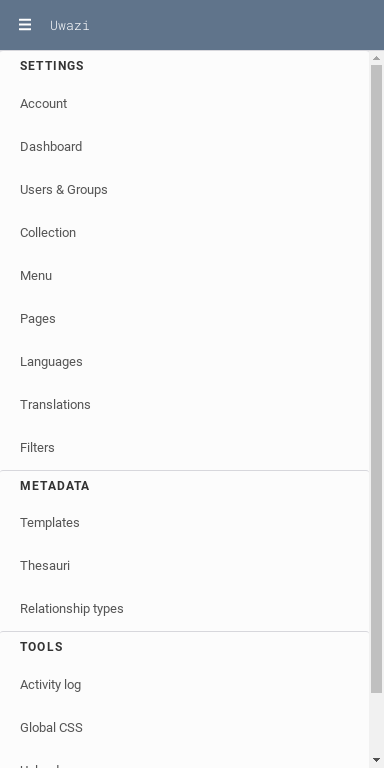 Uwazi
SETTINGS
Account
Dashboard
Users & Groups
Collection
Menu
Pages
Languages
Translations
Filters
METADATA
Templates
Thesauri
Relationship types
TOOLS
Activity log
Global CSS